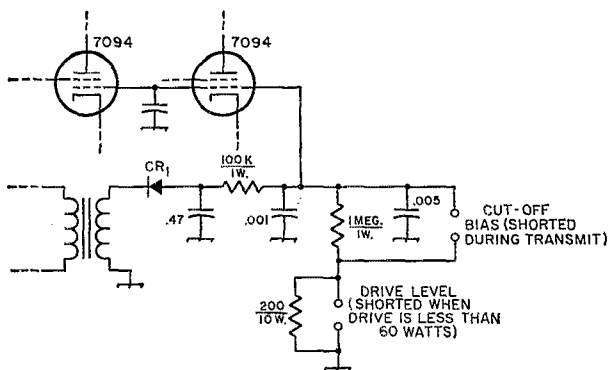 7094
7094
CR1
100K
1W.
.47
.001
1MEG.
1W.
.005
CUT-OFF
BIAS (SHORTED
DURING TRANSMIT)
200
10W.
DRIVE LEVEL
(SHORTED WHEN
DRIVE IS LESS THAN
60 WATTS)